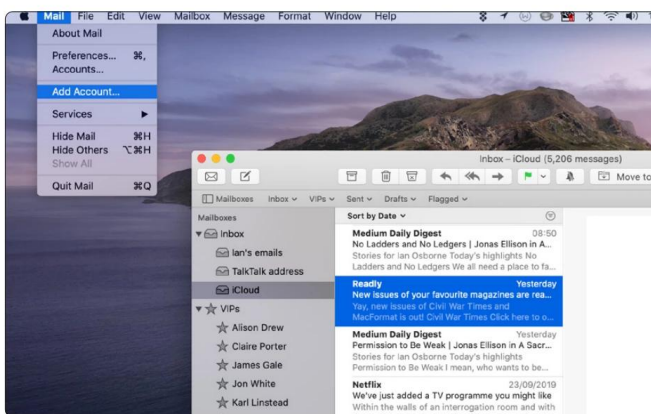 Mail File Edit View Mailbox Message Format Window Help
About Mail
Preferences... ⌘,
Accounts...
Add Account...
Services
Hide Mail ⌘H
Hide Others ⌥⌘H
Show All
Quit Mail ⌘Q
Inbox – iCloud (5,206 messages)
Move to
Mailboxes Inbox VIPs Sent Drafts Flagged
Mailboxes
Inbox
Ian's emails
TalkTalk address
iCloud
VIPs
Alison Drew
Claire Porter
James Gale
Jon White
Karl Linstead
Sort by Date
Medium Daily Digest 08:50
No Ladders and No Ledgers | Jonas Ellison in A...
Stories for Ian Osborne Today's highlights No
Ladders and No Ledgers We all need a place to fa...
Readly Yesterday
New issues of your favourite magazines are rea...
Yay, new issues of Civil War Times and
MacFormat is out! Civil War Times Click here to o...
Medium Daily Digest Yesterday
Permission to Be Weak | Jonas Ellison in A Sacr...
Stories for Ian Osborne Today's highlights
Permission to Be Weak I mean, who wants to be...
Netflix 23/09/2019
We've just added a TV programme you might like
Within the walls of an interrogation room and with